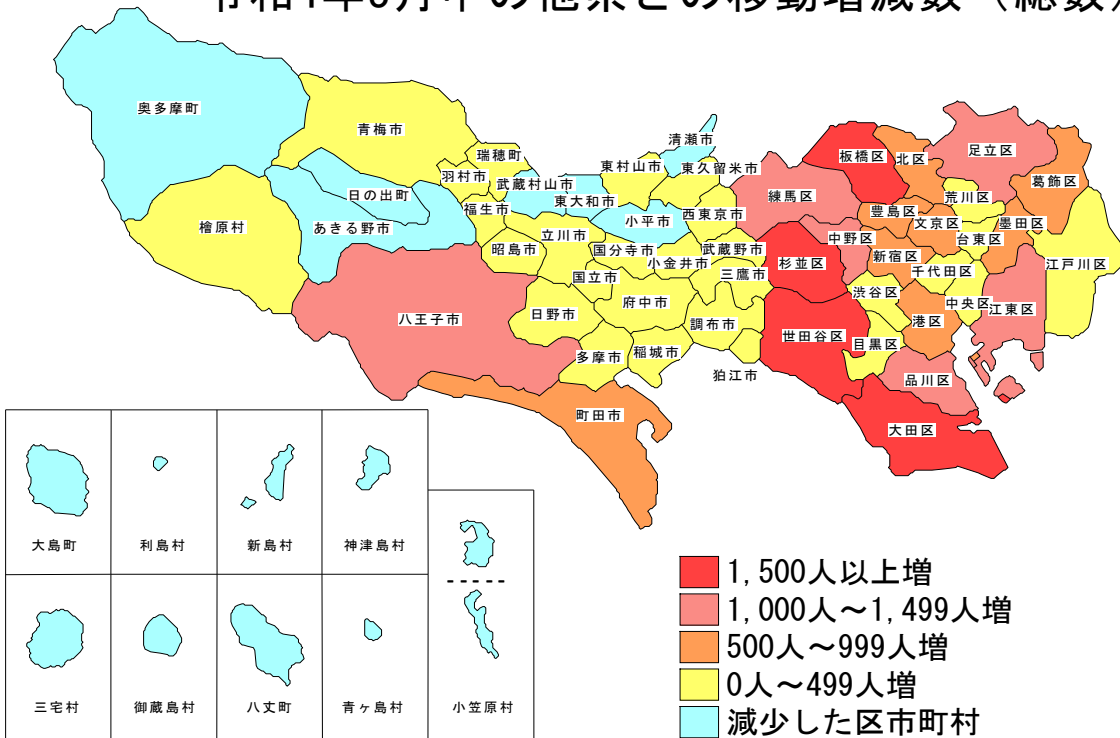 令和4年3月中の他県との移動増減数（総数）
奥多摩町
青梅市
瑞穂町
羽村市
日の出町
武蔵村山市
東大和市
東村山市
清瀬市
東久留米市
板橋区
北区
足立区
葛飾区
練馬区
荒川区
檜原村
あきる野市
福生市
小平市
西東京市
豊島区
文京区
墨田区
中野区
台東区
昭島市
立川市
国分寺市
武蔵野市
小金井市
杉並区
新宿区
千代田区
江戸川区
国立市
三鷹市
渋谷区
中央区
江東区
八王子市
日野市
府中市
調布市
世田谷区
目黒区
港区
多摩市
稲城市
狛江市
品川区
町田市
大田区
大島町
利島村
新島村
神津島村
三宅村
御蔵島村
八丈町
青ヶ島村
小笠原村
1,500人以上増
1,000人～1,499人増
500人～999人増
0人～499人増
減少した区市町村